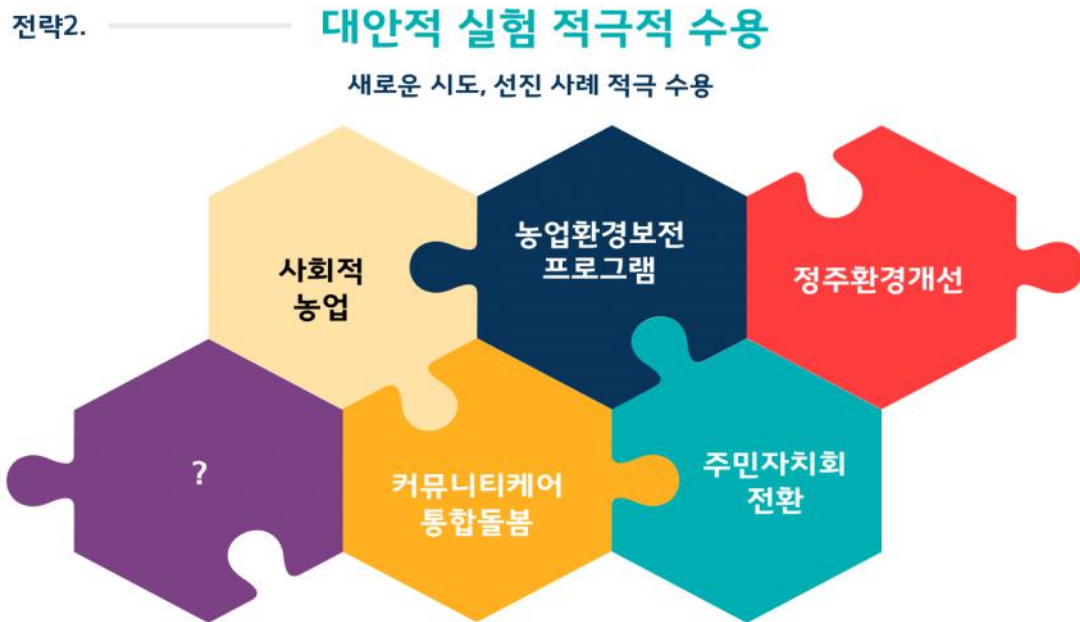 전략2.
대안적 실험 적극적 수용
새로운 시도, 선진 사례 적극 수용
사회적
농업
농업환경보전
프로그램
정주환경개선
?
커뮤니티케어
통합돌봄
주민자치회
전환